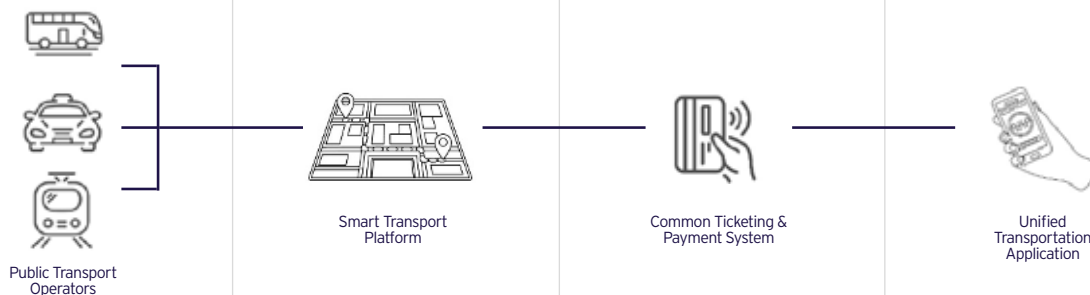 Smart Transport
Platform
Common Ticketing &
Payment System
Unified
Transportation
Application
Public Transport
Operators